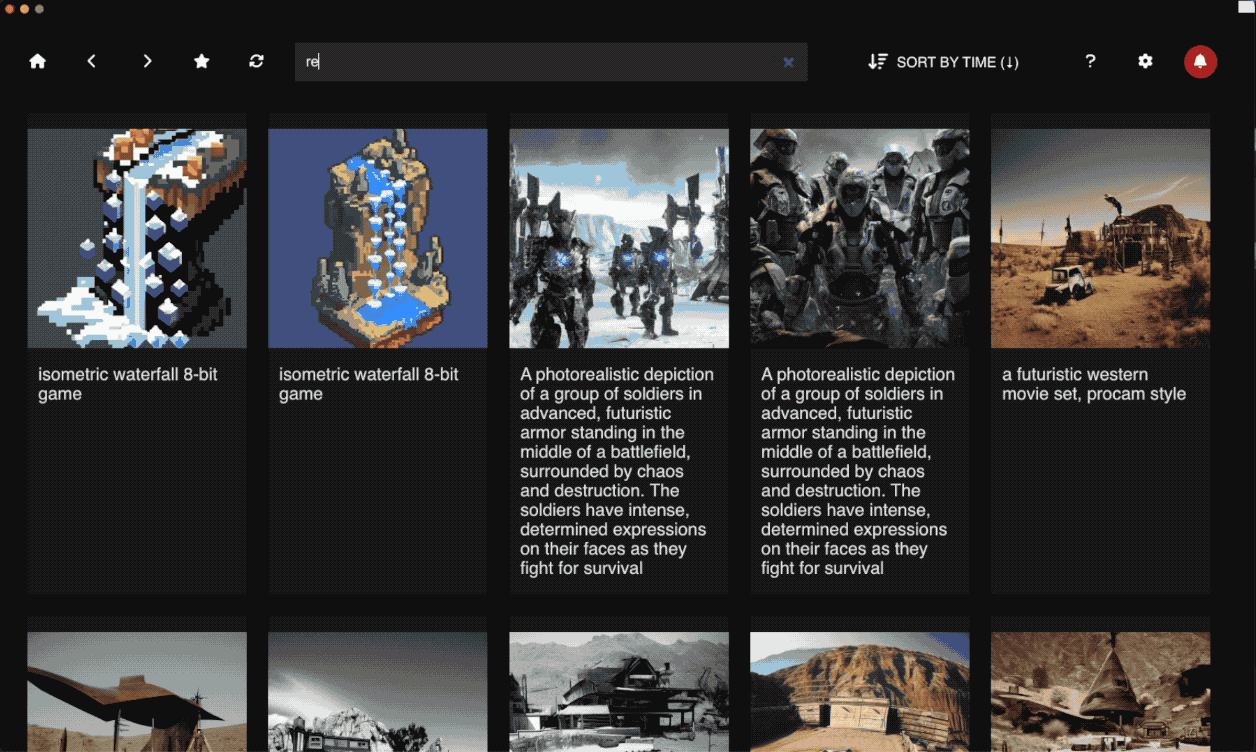 re
SORT BY TIME (↓)
?
isometric waterfall 8-bit
game
isometric waterfall 8-bit
game
A photorealistic depiction
of a group of soldiers in
advanced, futuristic
armor standing in the
middle of a battlefield,
surrounded by chaos
and destruction. The
soldiers have intense,
determined expressions
on their faces as they
fight for survival
A photorealistic depiction
of a group of soldiers in
advanced, futuristic
armor standing in the
middle of a battlefield,
surrounded by chaos
and destruction. The
soldiers have intense,
determined expressions
on their faces as they
fight for survival
a futuristic western
movie set, procam style